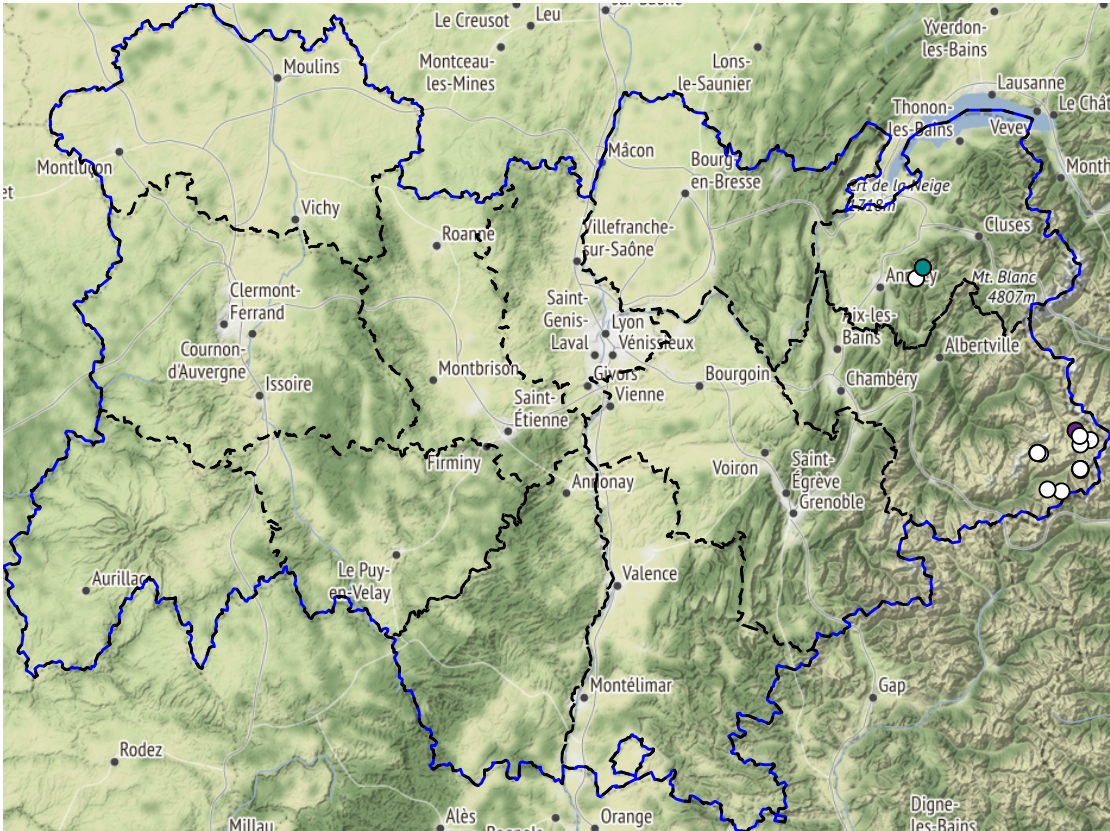 Le Creusot
Leu
sur-Saône
Yverdon-
les-Bains
Moulins
Montceau-
les-Mines
Lons-
le-Saunier
Lausanne
Le Chât
Thonon-
les-Bains
Vevey
Montluçon
Mâcon
Bourg-
en-Bresse
Month
et
rt de la Neige
1718m
Vichy
Roanne
Villefranche-
sur-Saône
Cluses
Annecy
Mt. Blanc
4807m
Clermont-
Ferrand
Saint-
Genis-
Laval
Lyon
Vénissieux
Aix-les-
Bains
Albertville
Cournon-
d'Auvergne
Issoire
Montbrison
Givors
Vienne
Bourgoin
Chambéry
Saint-
Étienne
Firminy
Annonay
Voiron
Saint-
Égrève
Grenoble
Aurillac
Le Puy-
en-Velay
Valence
Montélimar
Gap
Rodez
Millau
Alès
Orange
Digne-
les-Bains